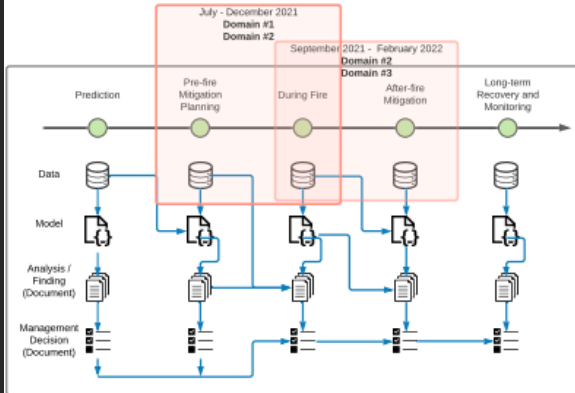 July - December 2021
Domain #1
Domain #2
September 2021 - February 2022
Domain #2
Domain #3
Prediction
Pre-fire
Mitigation
Planning
During Fire
After-fire
Mitigation
Long-term
Recovery and
Monitoring
Data
Model
Analysis /
Finding
(Document)
Management
Decision
(Document)